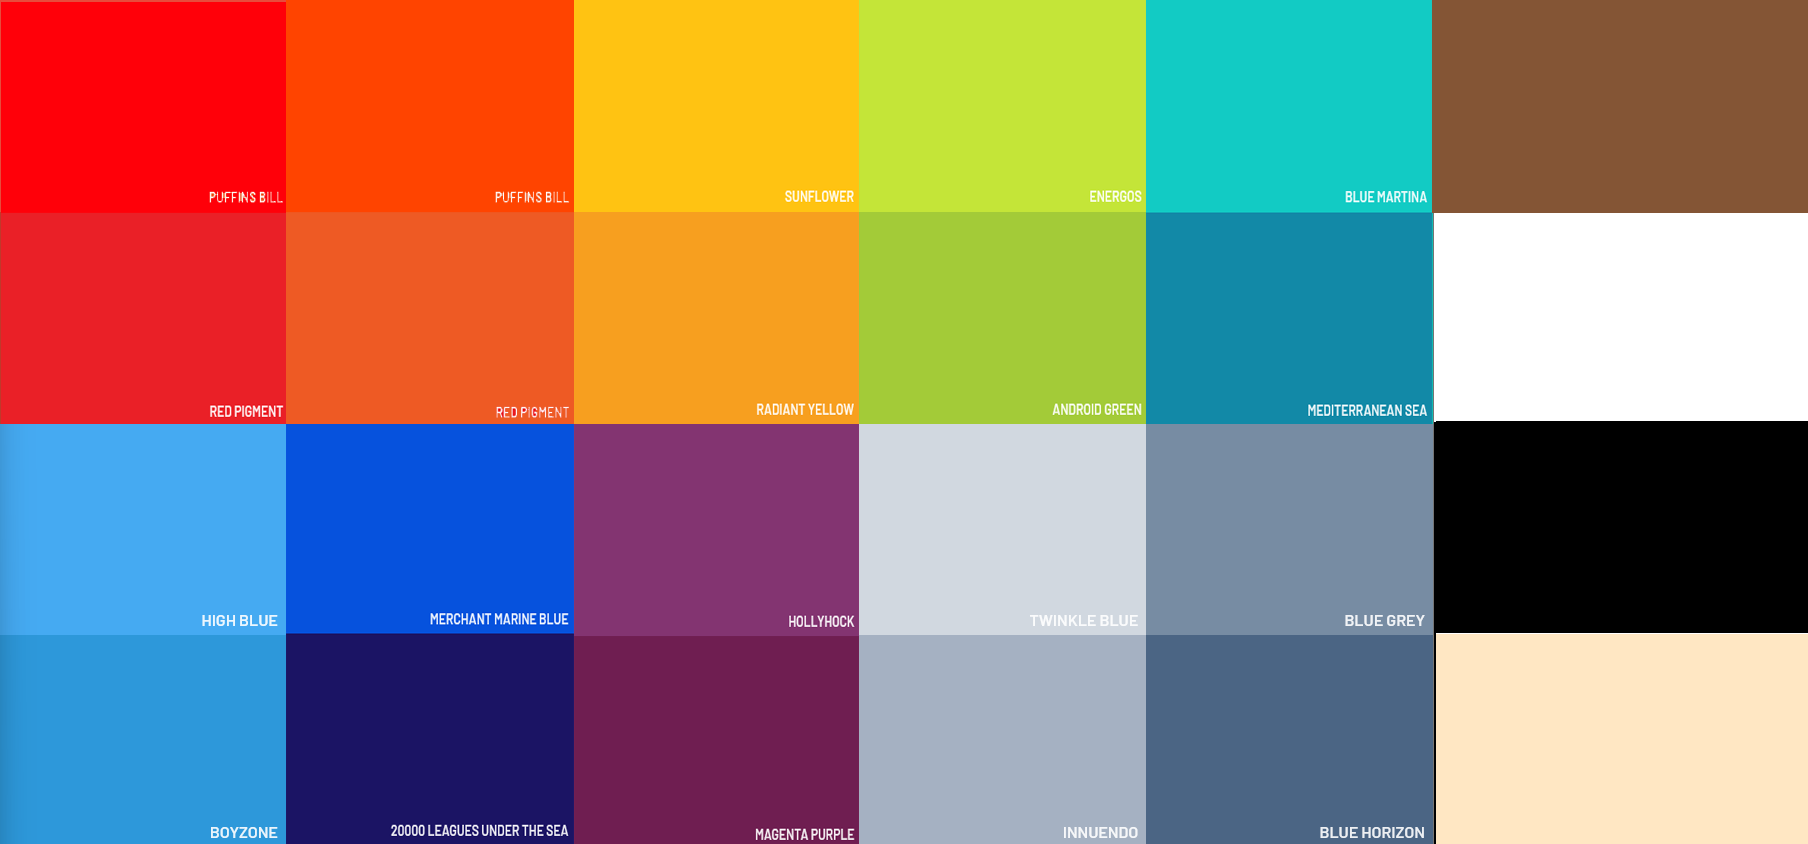 PUFFINS BILL
PUFFINS BILL
SUNFLOWER
ENERGOS
BLUE MARTINA
RED PIGMENT
RED PIGMENT
RADIANT YELLOW
ANDROID GREEN
MEDITERRANEAN SEA
HIGH BLUE
MERCHANT MARINE BLUE
HOLLYHOCK
TWINKLE BLUE
BLUE GREY
BOYZONE
20000 LEAGUES UNDER THE SEA
MAGENTA PURPLE
INNUENDO
BLUE HORIZON